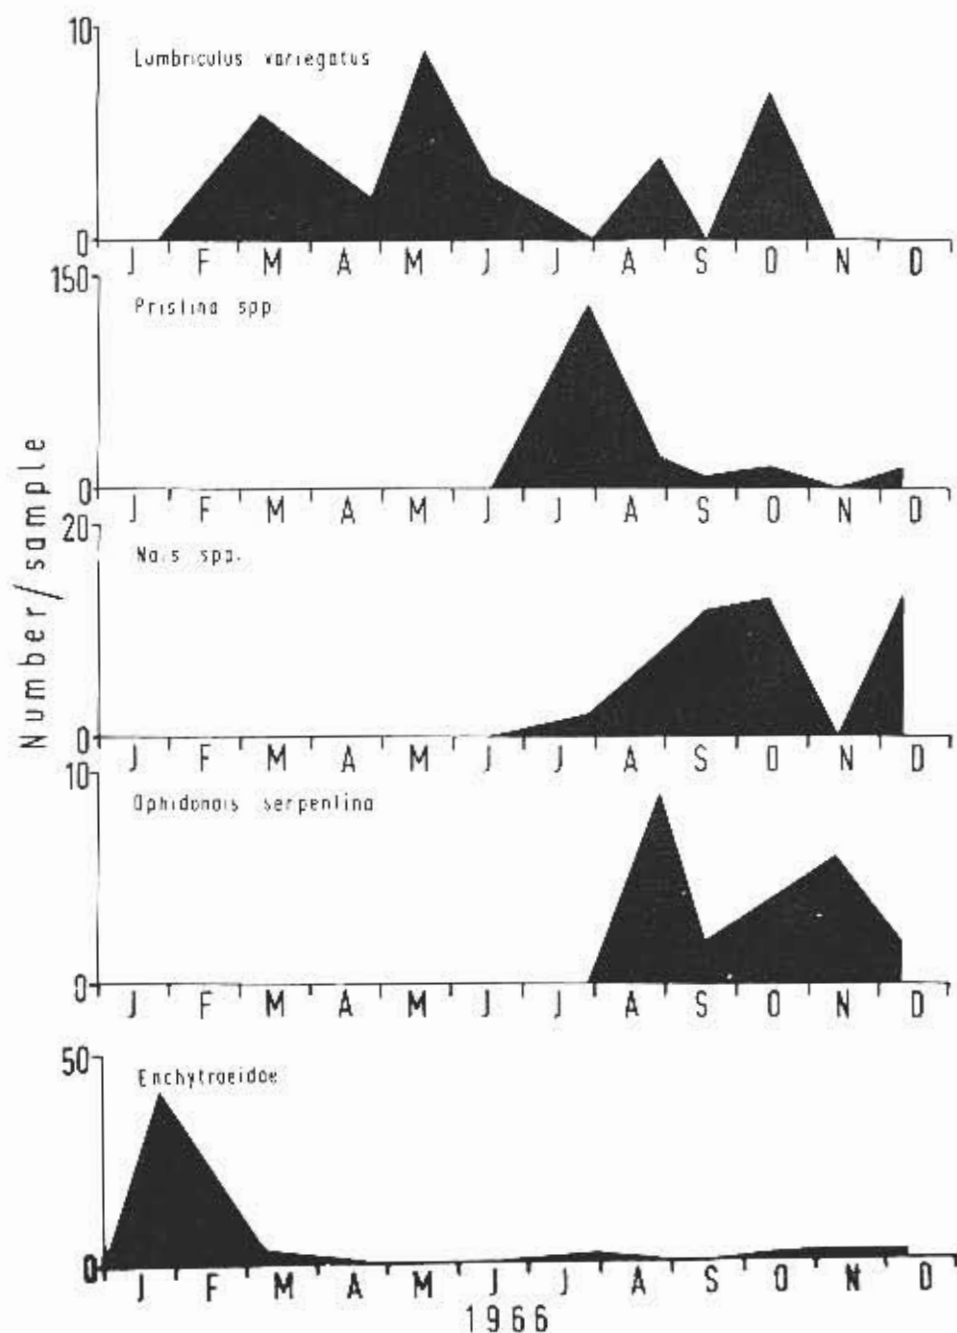 10
Lumbriculus variegatus
0
J F M A M J J A S O N D
150
Pristina spp.
0
J F M A M J J A S O N D
20
Nais spp.
0
J F M A M J J A S O N D
10
Ophidonais serpentina
0
J F M A M J J A S O N D
50
Enchytraeidae
0
J F M A M J J A S O N D
1966
Number/sample